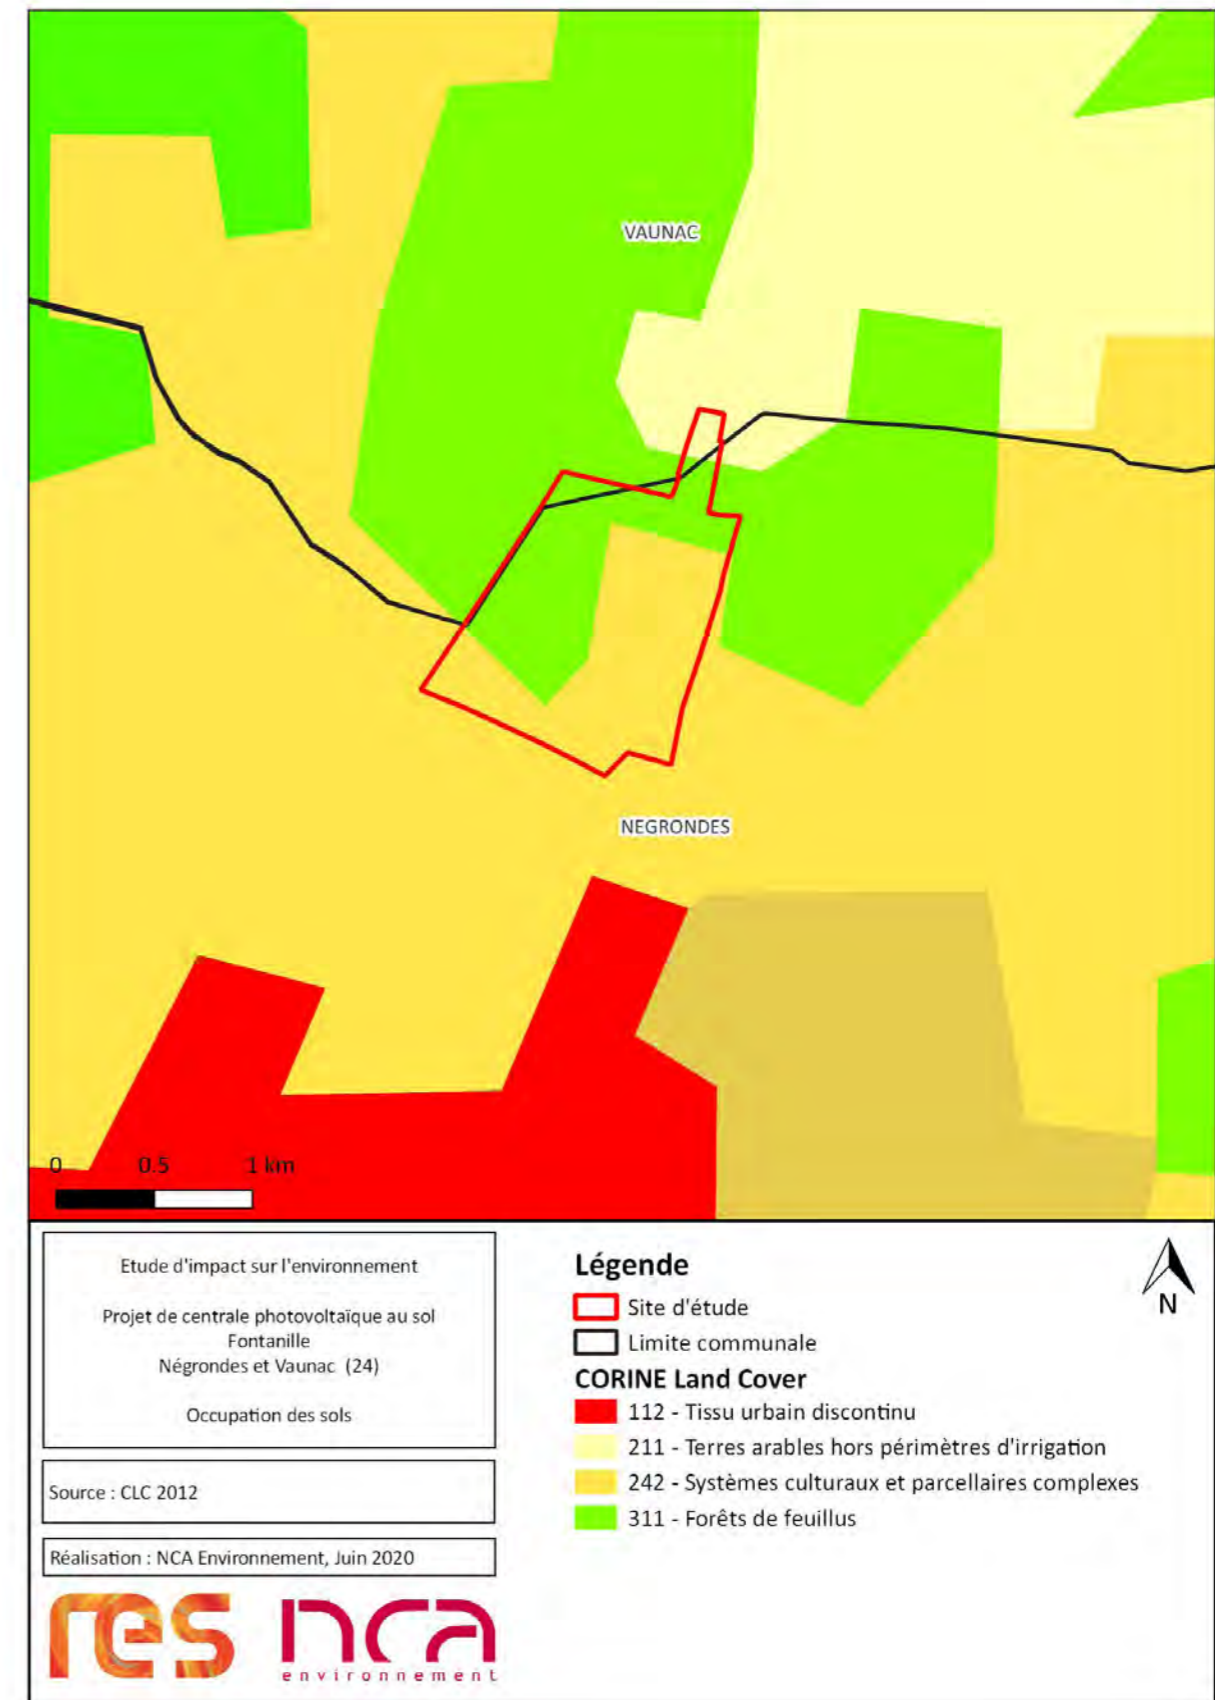 VAUNAC
NEGRONDES
0 0.5 1 km
Etude d'impact sur l'environnement
Projet de centrale photovoltaïque au sol
Fontanille
Négrondes et Vaunac (24)
Occupation des sols
Source : CLC 2012
Réalisation : NCA Environnement, Juin 2020
res
nca
environnement
Légende
Site d'étude
Limite communale
CORINE Land Cover
112 - Tissu urbain discontinu
211 - Terres arables hors périmètres d'irrigation
242 - Systèmes culturaux et parcellaires complexes
311 - Forêts de feuillus
N